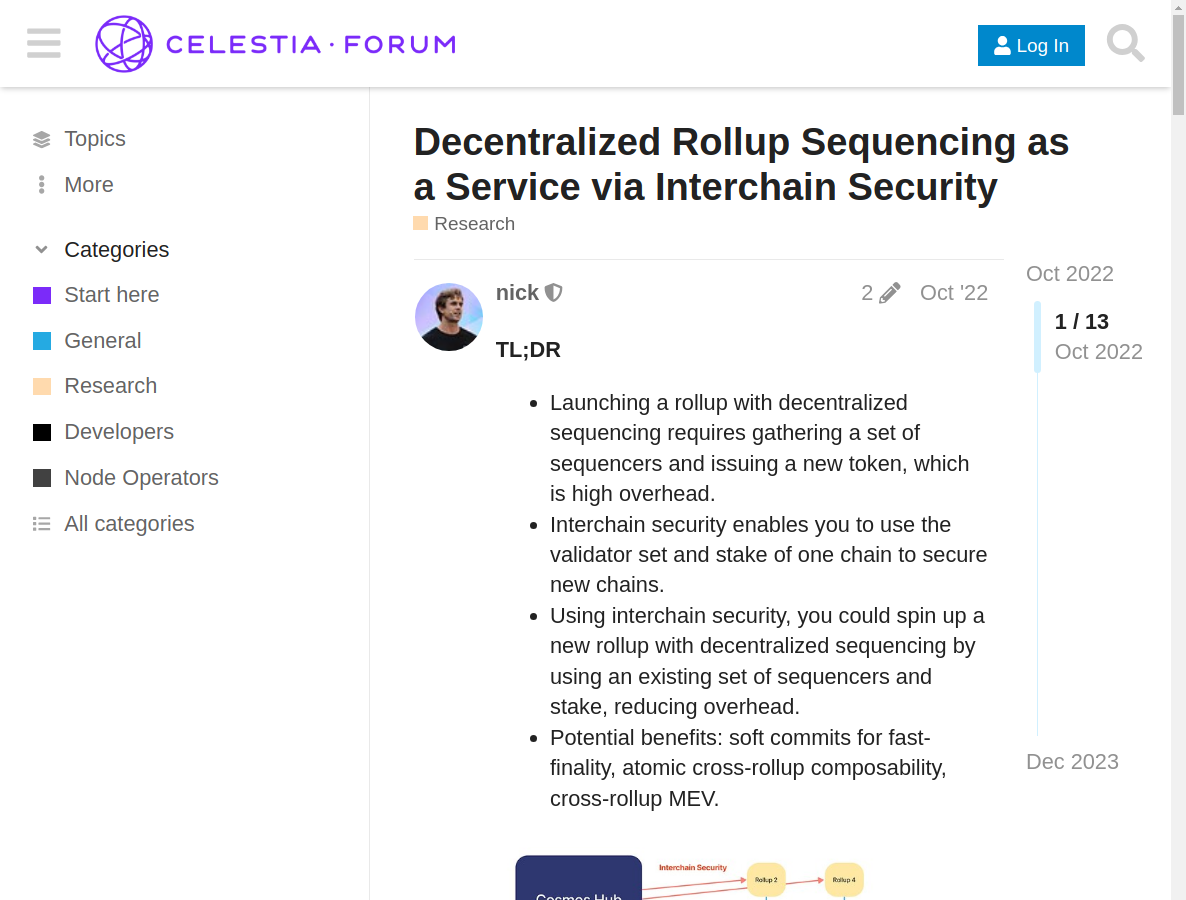 CELESTIA · FORUM
Log In
Topics
More
Categories
Start here
General
Research
Developers
Node Operators
All categories
Decentralized Rollup Sequencing as
a Service via Interchain Security
Research
nick
2
Oct '22
TL;DR
Launching a rollup with decentralized
sequencing requires gathering a set of
sequencers and issuing a new token, which
is high overhead.
Interchain security enables you to use the
validator set and stake of one chain to secure
new chains.
Using interchain security, you could spin up a
new rollup with decentralized sequencing by
using an existing set of sequencers and
stake, reducing overhead.
Potential benefits: soft commits for fast-
finality, atomic cross-rollup composability,
cross-rollup MEV.
Oct 2022
1 / 13
Oct 2022
Dec 2023
Interchain Security
Rollup 2
Rollup 4
Cosmos Hub